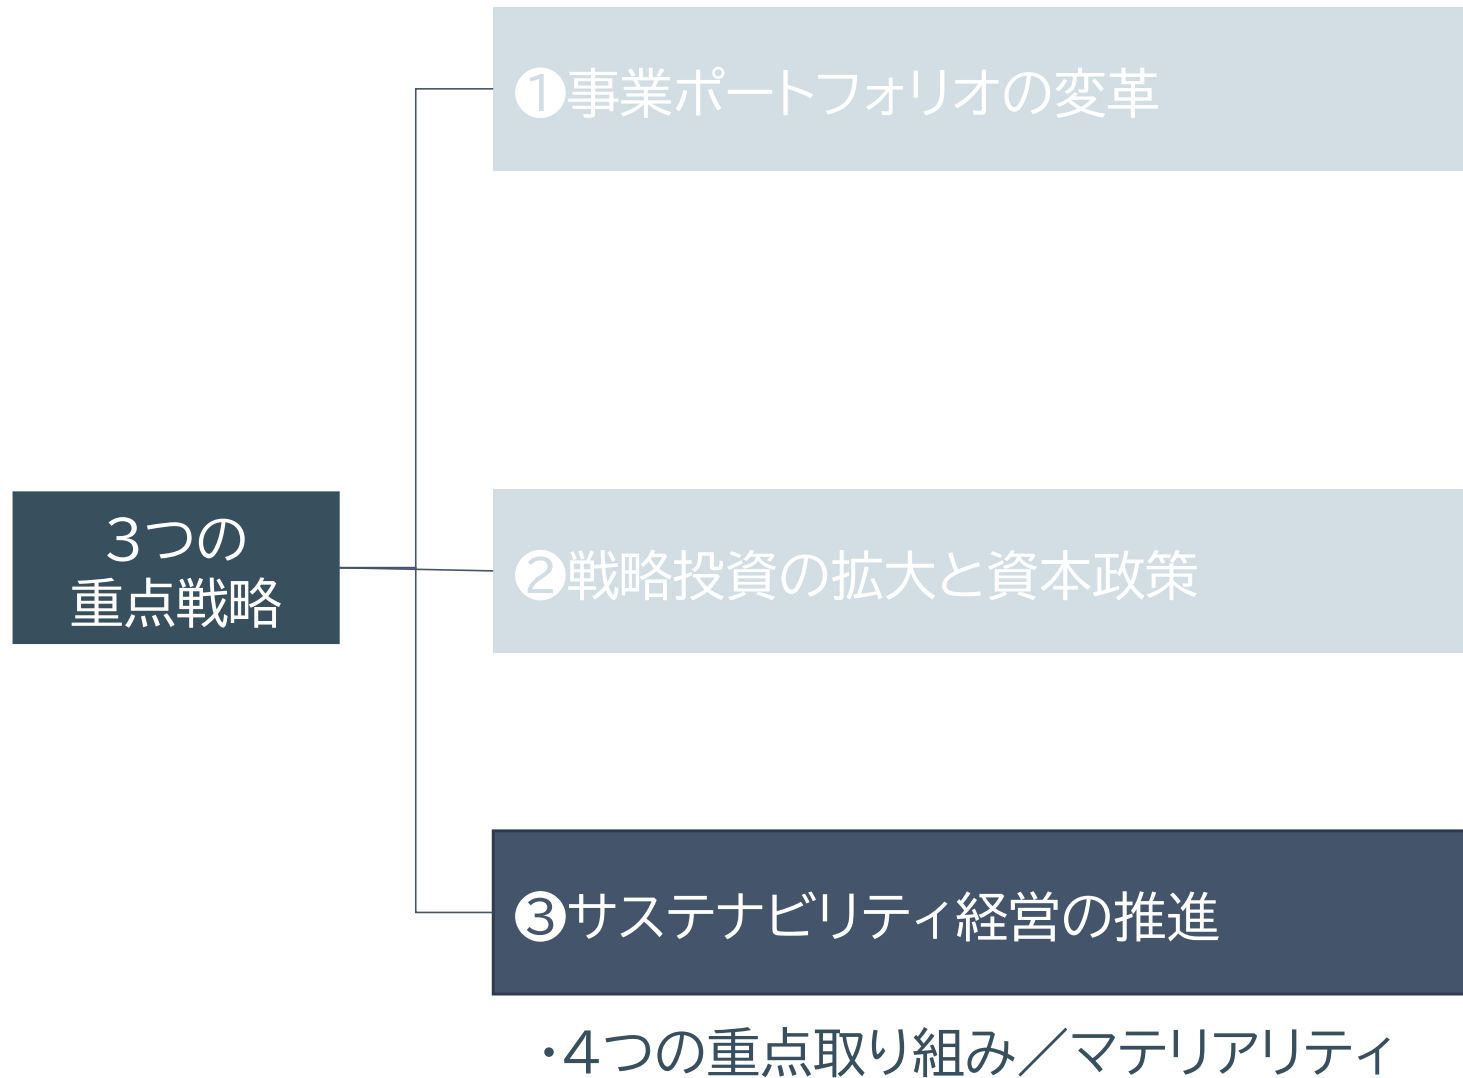 ❶事業ポートフォリオの変革
3つの
重点戦略
❷戦略投資の拡大と資本政策
❸サステナビリティ経営の推進
・4つの重点取り組み／マテリアリティ